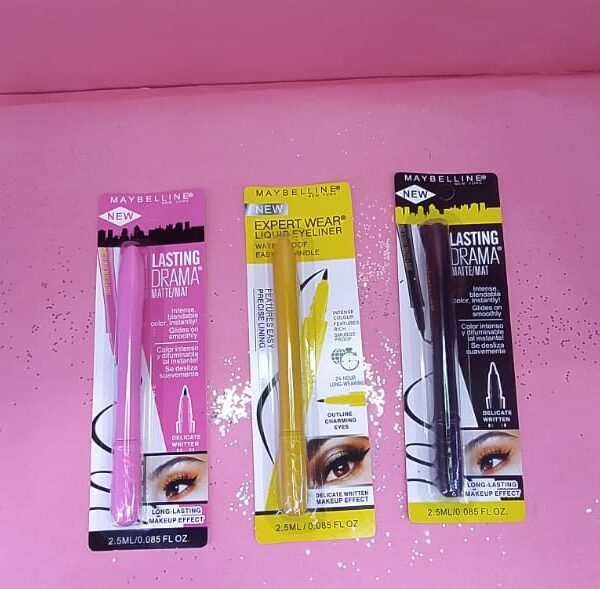 MAYBELLINE®
NEW YORK
NEW
LASTING
DRAMA®
MATTE/MAT
Intense,
blendable
color, instantly!
Glides on
smoothly
Color intenso
y difuminable
¡al instante!
Se desliza
suavemente
DELICATE
WRITTEN
LONG-LASTING
MAKEUP EFFECT
2.5ML/0.085 FL OZ.
MAYBELLINE®
NEW YORK
NEW
EXPERT WEAR®
LIQUID EYELINER
WATERPROOF
EASY
FEATURES EASY,
PRECISE LINING
INTENSE
COLOUR
FEATURES
RICH
SMUDGE
PROOF
24 HOUR
LONG-WEARING
OUTLINE
CHARMING
EYES
DELICATE WRITTEN
MAKEUP EFFECT
2.5ML/0.085 FL OZ.
MAYBELLINE®
NEW YORK
NEW
LASTING
DRAMA®
MATTE/MAT
Intense,
blendable
color, instantly!
Glides on
smoothly
Color intenso
y difuminable
¡al instante!
Se desliza
suavemente
DELICATE
WRITTEN
LONG-LASTING
MAKEUP EFFECT
2.5ML/0.085 FL OZ.